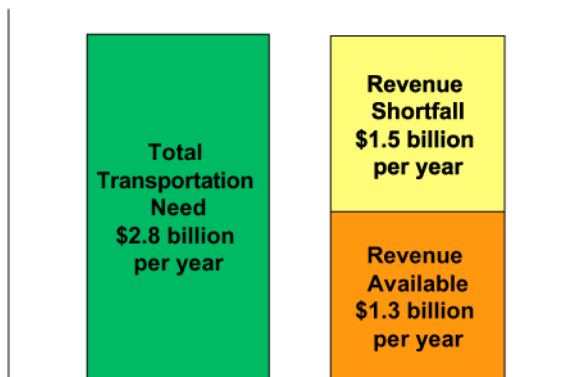 Total
Transportation
Need
$2.8 billion
per year
Revenue
Shortfall
$1.5 billion
per year
Revenue
Available
$1.3 billion
per year